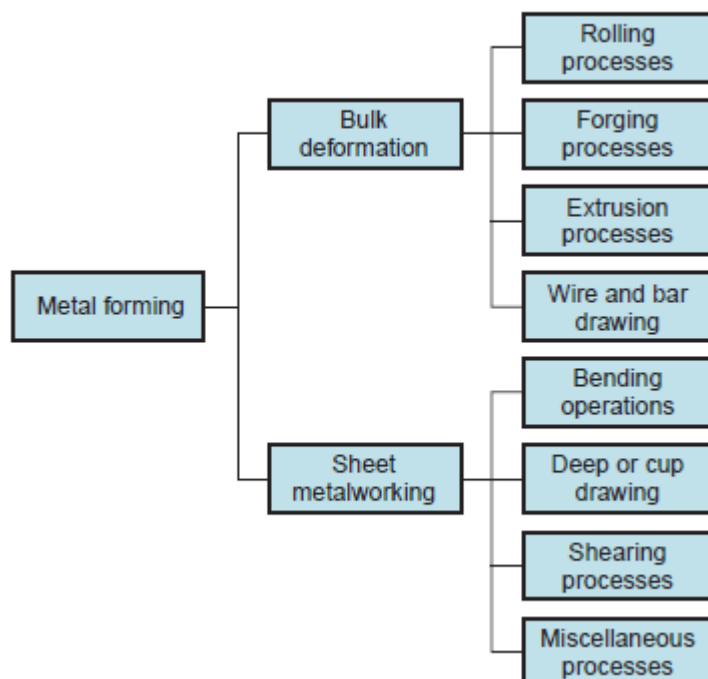 Rolling
processes
Bulk
deformation
Forging
processes
Extrusion
processes
Metal forming
Wire and bar
drawing
Bending
operations
Sheet
metalworking
Deep or cup
drawing
Shearing
processes
Miscellaneous
processes